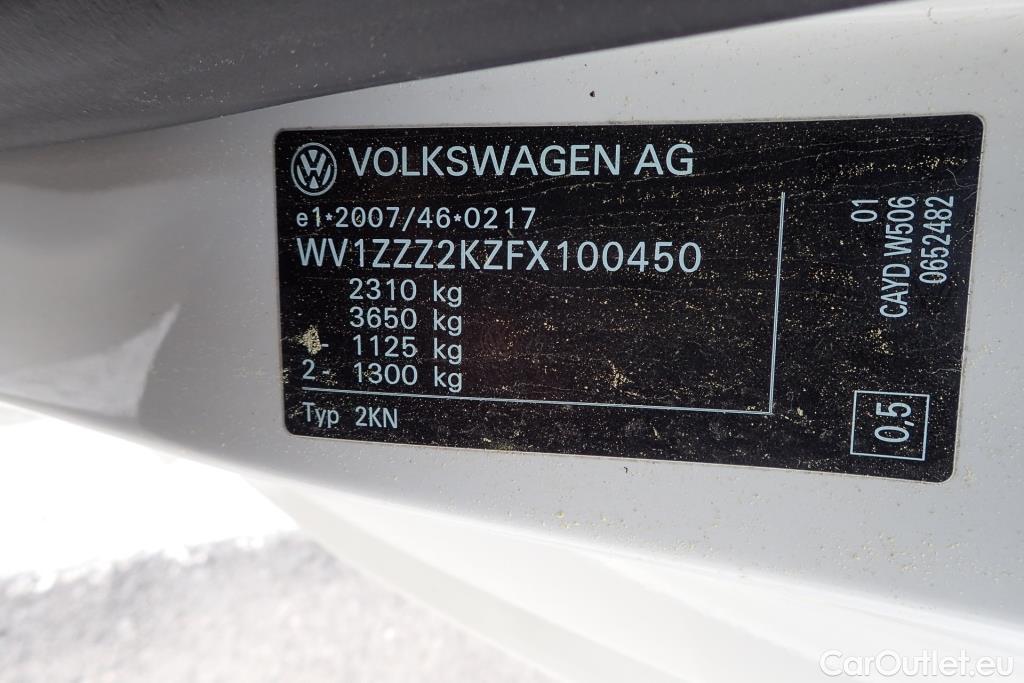 VOLKSWAGEN AG
e1*2007/46*0217
WV1ZZZ2KZFX100450
2310 kg
3650 kg
- 1125 kg
2 - 1300 kg
Typ 2KN
01
CAYD W506
0652482
0,5
CarOutlet.eu